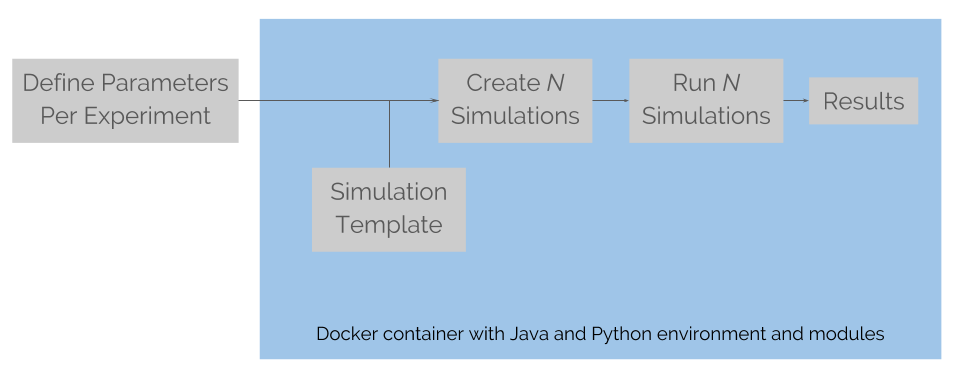 Define Parameters
Per Experiment
Create N
Simulations
Run N
Simulations
Results
Simulation
Template
Docker container with Java and Python environment and modules